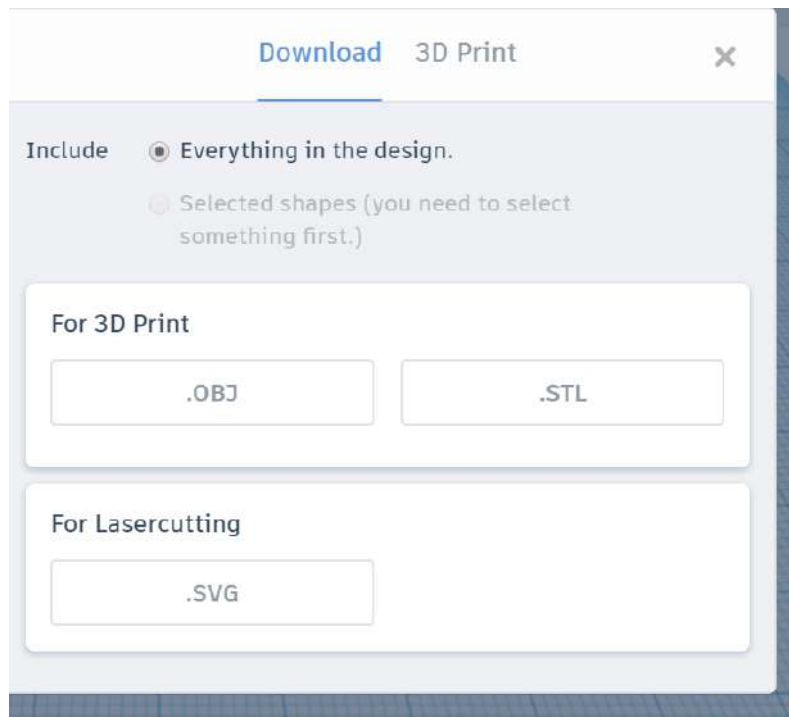 Download 3D Print
Include Everything in the design.
Selected shapes (you need to select
something first.)
For 3D Print
.OBJ .STL
For Lasercutting
.SVG